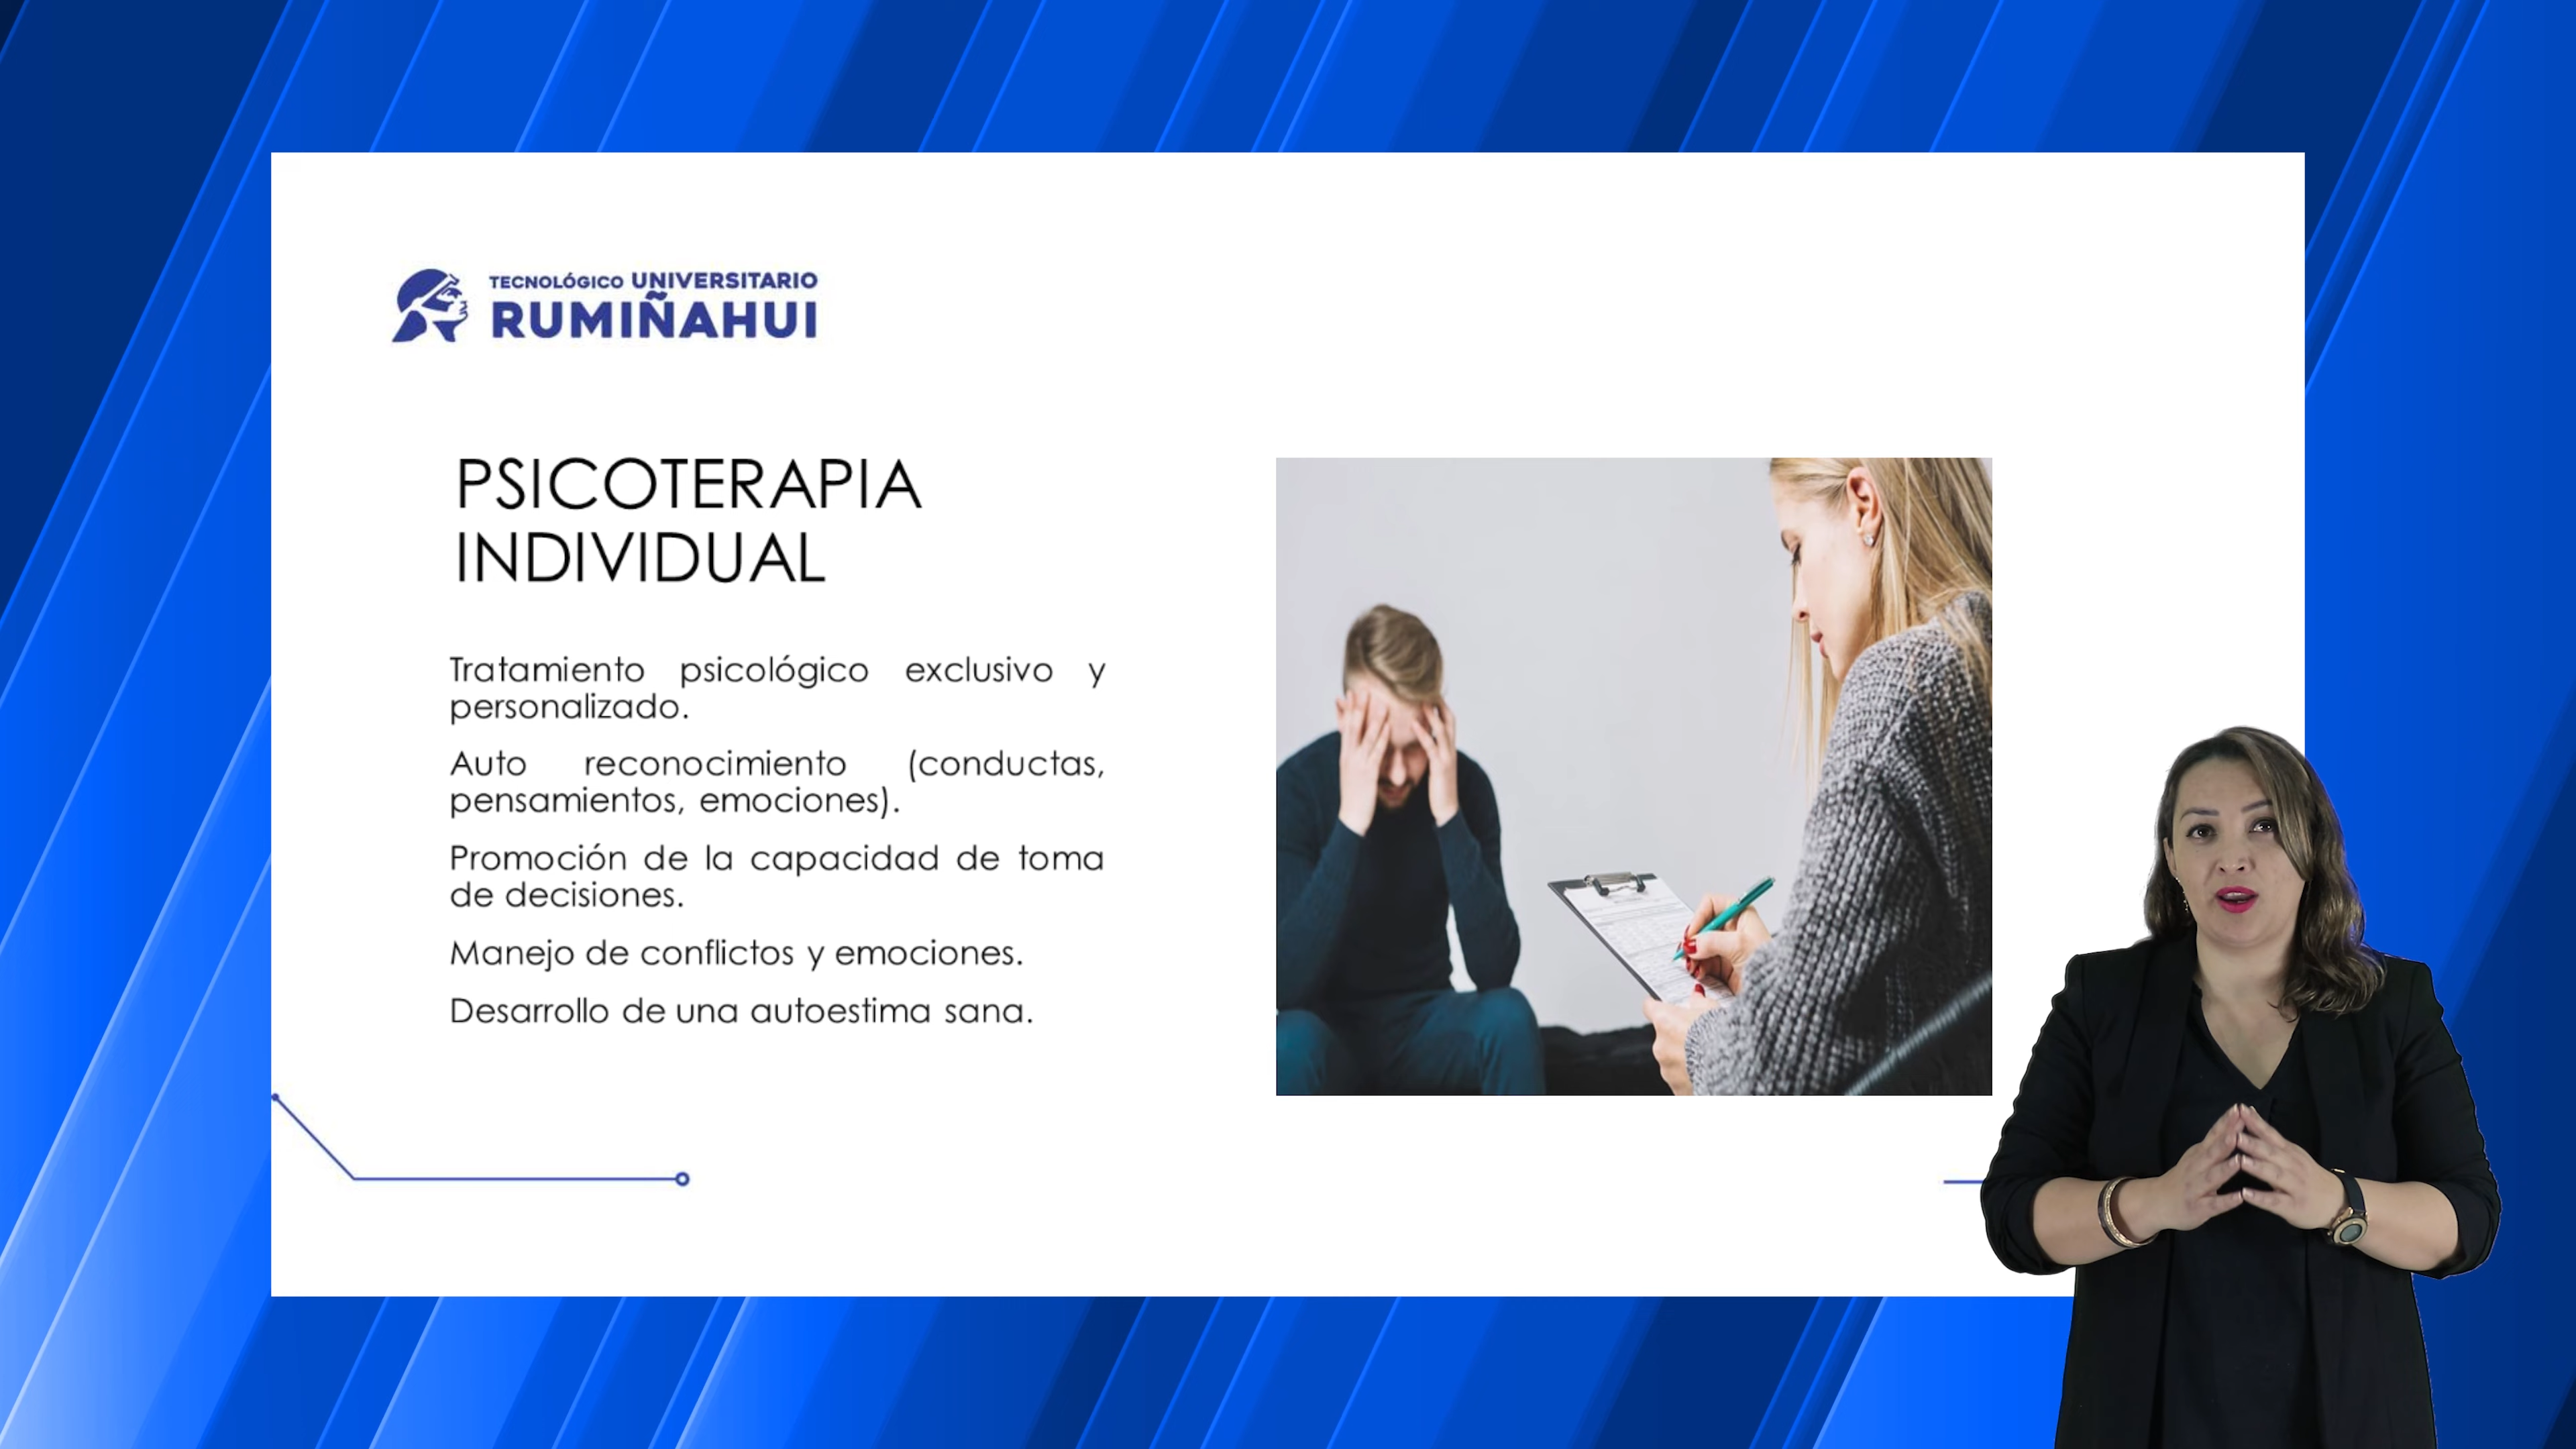 TECNOLÓGICO UNIVERSITARIO
RUMIÑAHUI
PSICOTERAPIA
INDIVIDUAL
Tratamiento psicológico exclusivo y
personalizado.
Auto reconocimiento (conductas,
pensamientos, emociones).
Promoción de la capacidad de toma
de decisiones.
Manejo de conflictos y emociones.
Desarrollo de una autoestima sana.